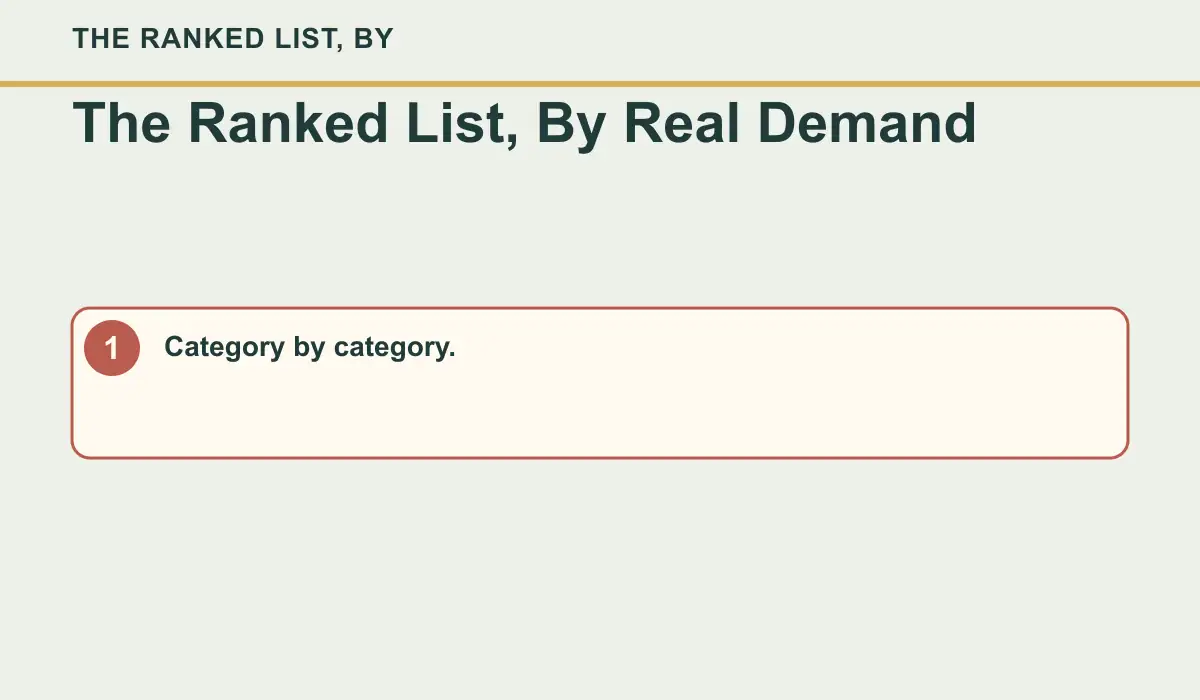 THE RANKED LIST, BY
The Ranked List, By Real Demand
1 Category by category.